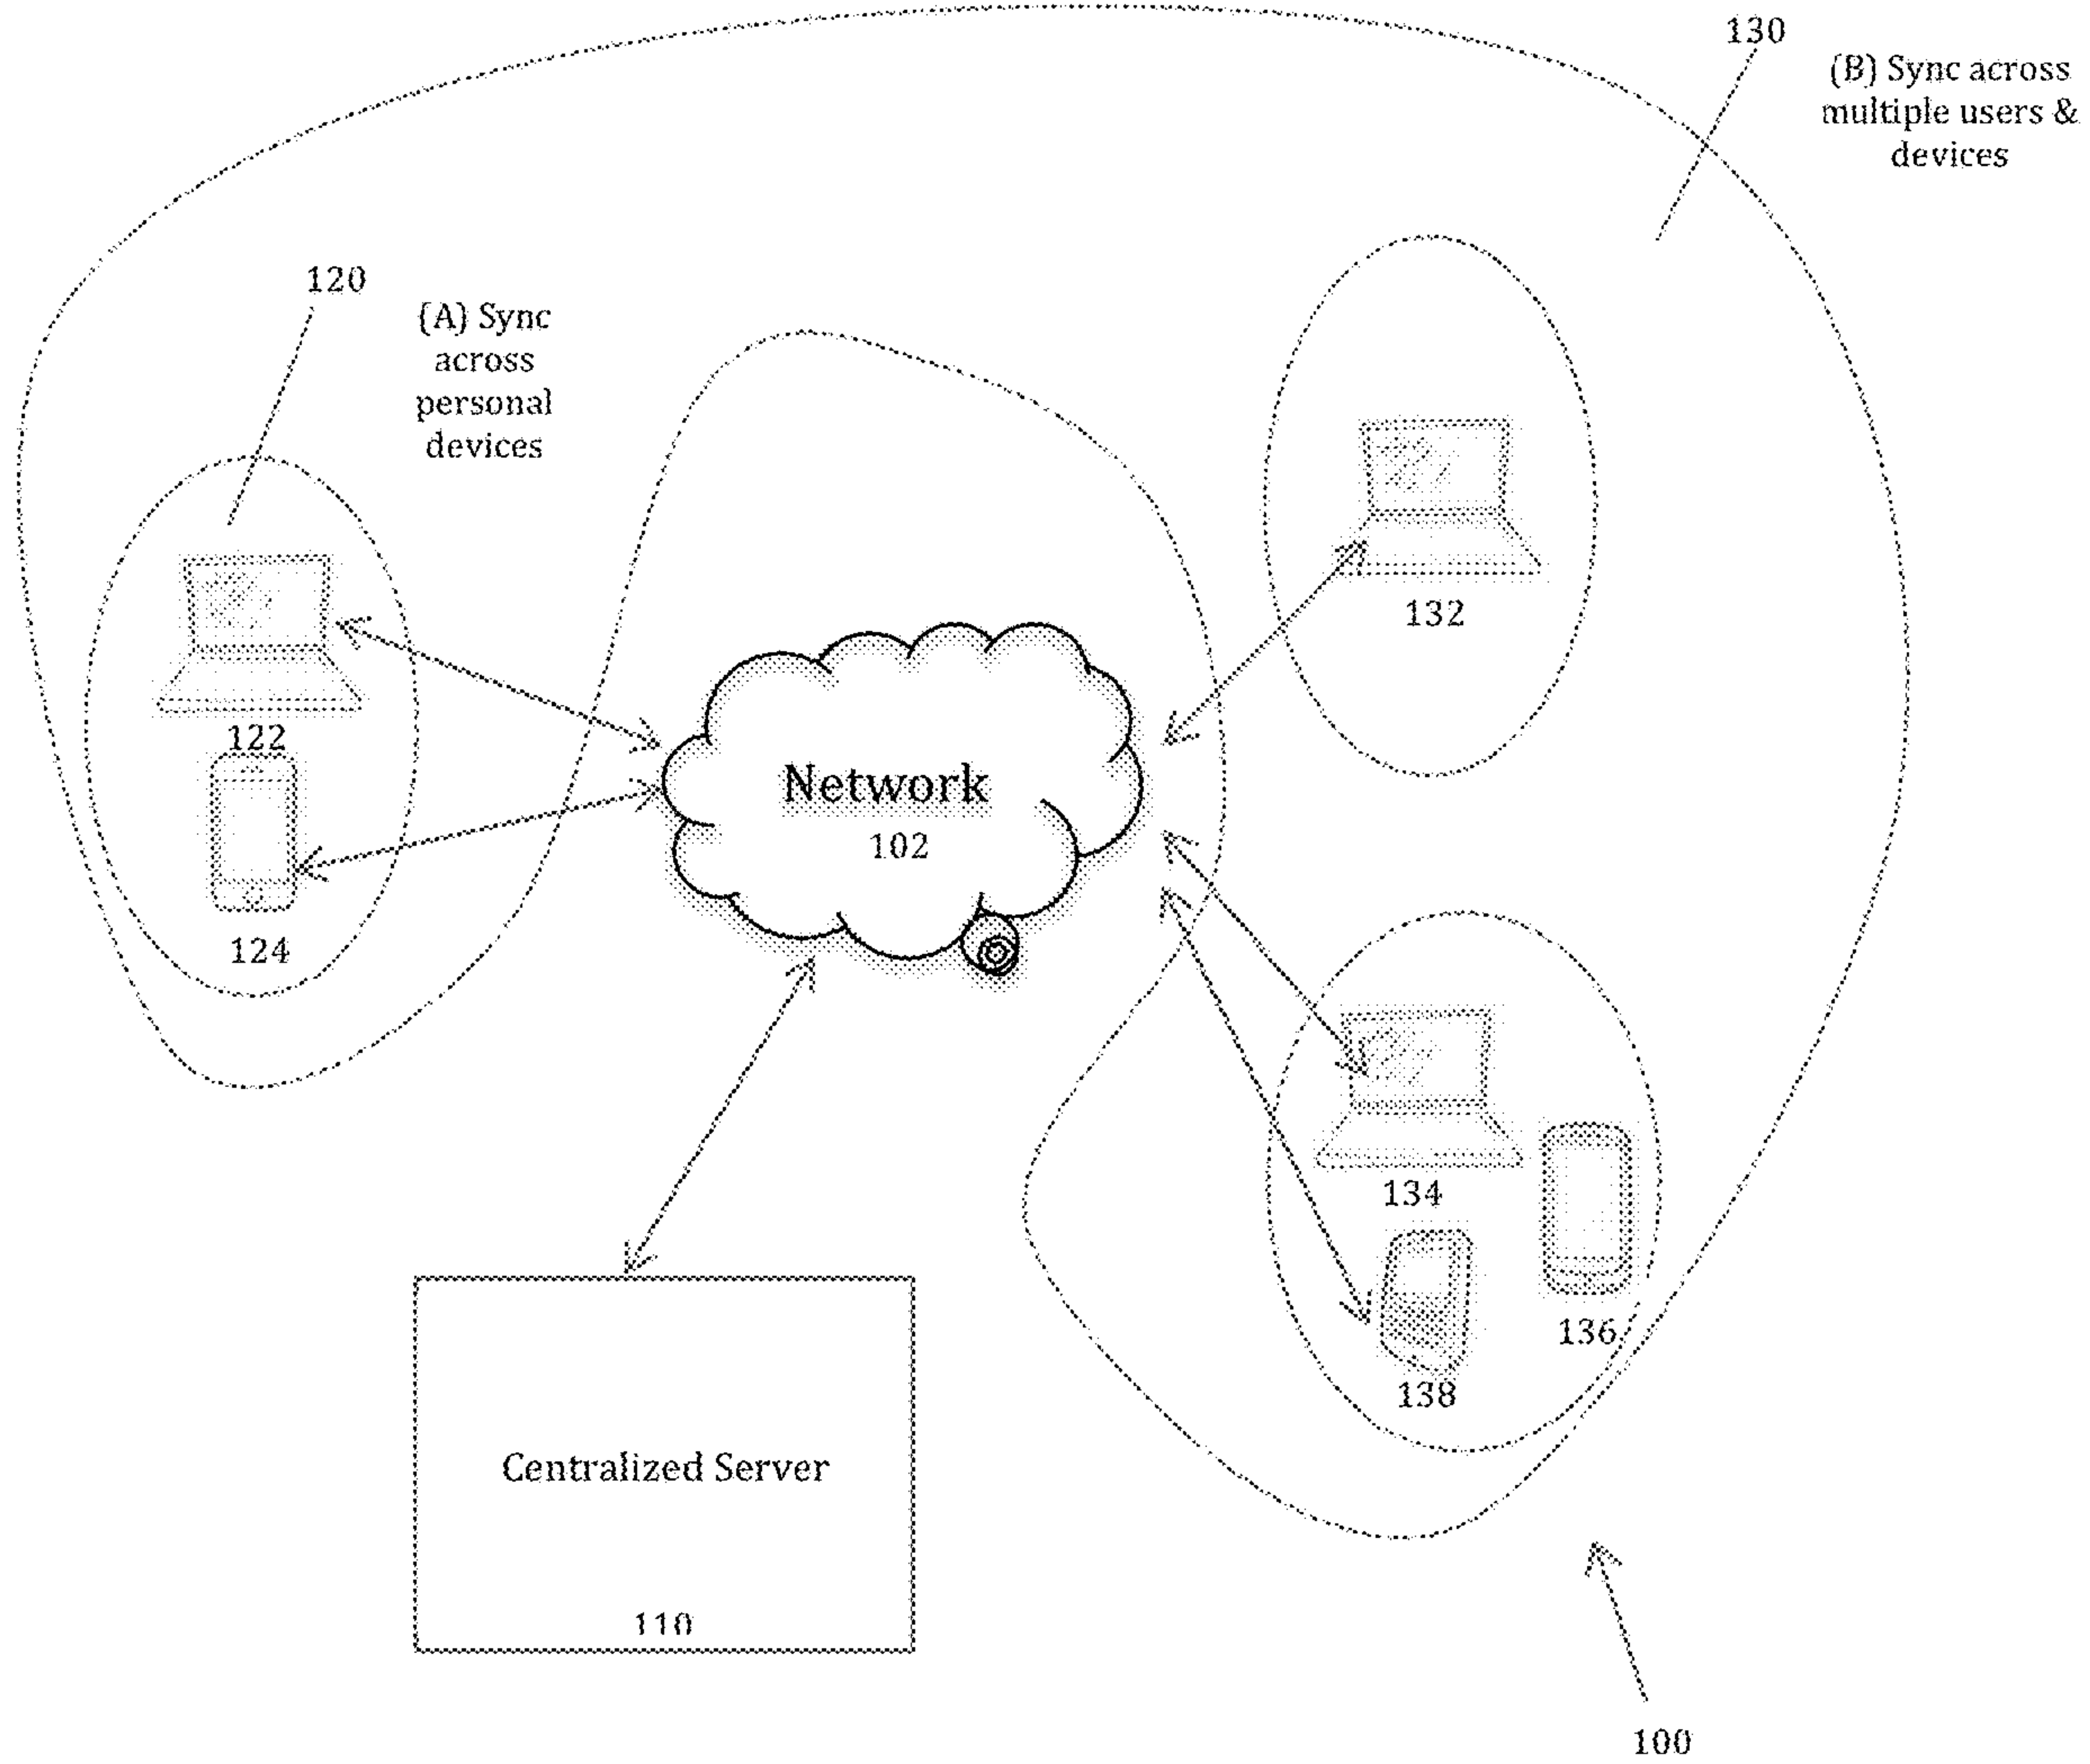 130
(B) Sync across
multiple users &
devices
120
(A) Sync
across
personal
devices
132
122
Network
102
124
134
136
138
Centralized Server
110
100